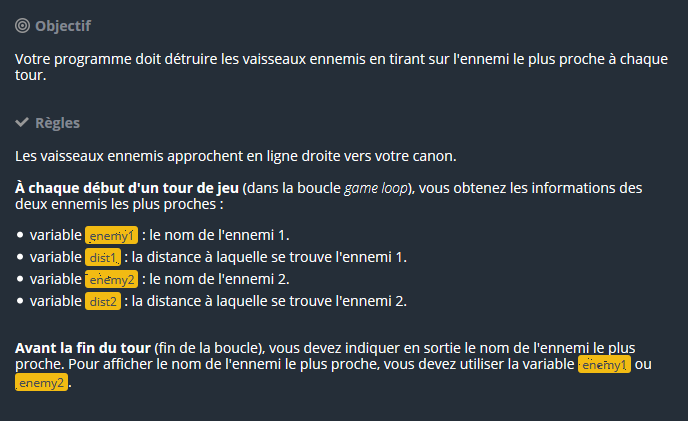 Objectif
Votre programme doit détruire les vaisseaux ennemis en tirant sur l'ennemi le plus proche à chaque
tour.
Règles
Les vaisseaux ennemis approchent en ligne droite vers votre canon.
À chaque début d'un tour de jeu (dans la boucle game loop), vous obtenez les informations des
deux ennemis les plus proches :
• variable enemy1 : le nom de l'ennemi 1.
• variable dist1 : la distance à laquelle se trouve l'ennemi 1.
• variable enemy2 : le nom de l'ennemi 2.
• variable dist2 : la distance à laquelle se trouve l'ennemi 2.
Avant la fin du tour (fin de la boucle), vous devez indiquer en sortie le nom de l'ennemi le plus
proche. Pour afficher le nom de l'ennemi le plus proche, vous devez utiliser la variable enemy1 ou
enemy2.